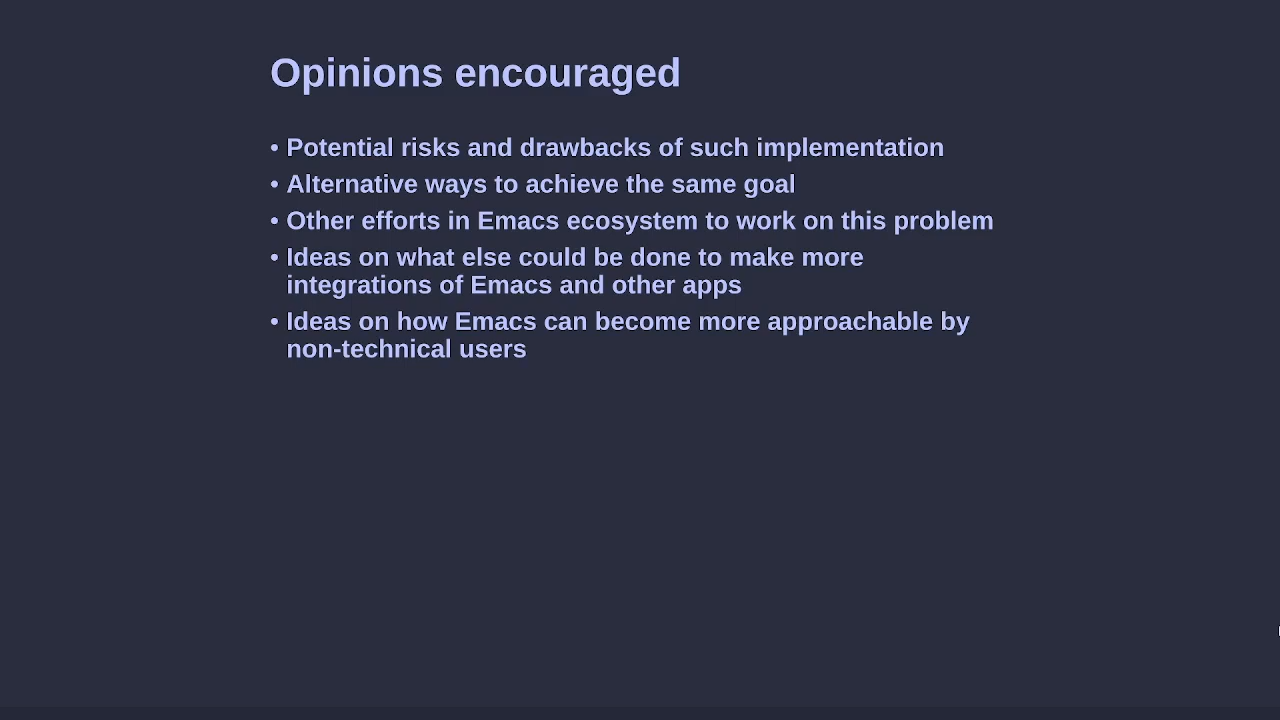 Opinions encouraged
• Potential risks and drawbacks of such implementation
• Alternative ways to achieve the same goal
• Other efforts in Emacs ecosystem to work on this problem
• Ideas on what else could be done to make more
integrations of Emacs and other apps
• Ideas on how Emacs can become more approachable by
non-technical users